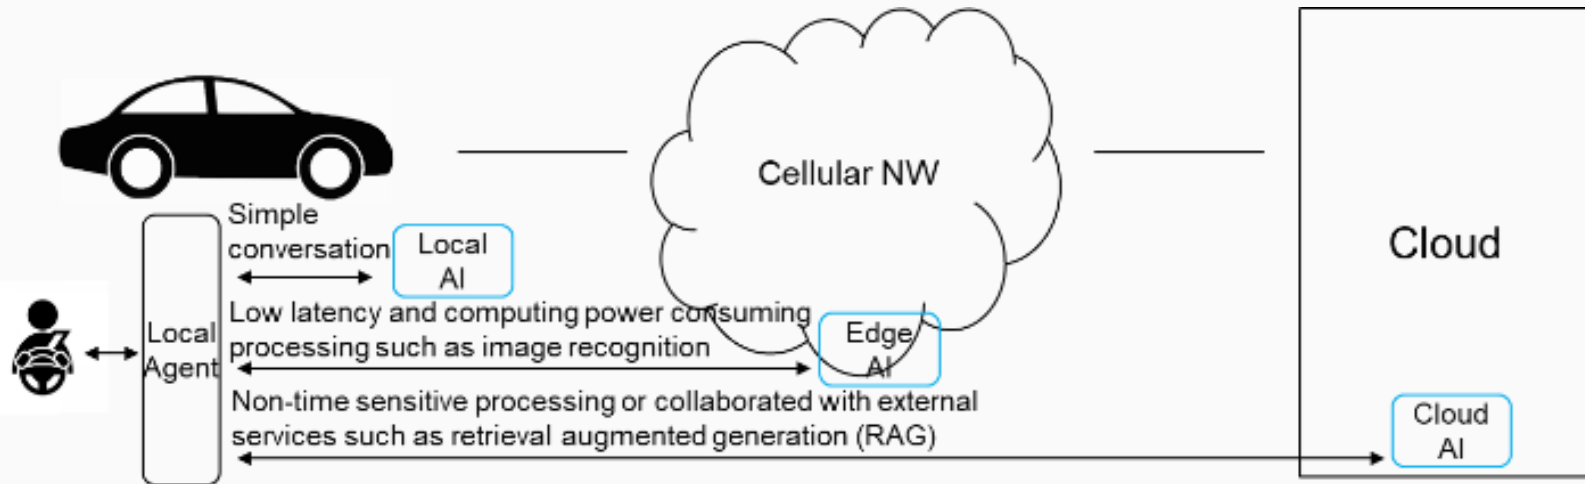 Cellular NW
Cloud
Simple
conversation
Local
AI
Local
Agent
Low latency and computing power consuming
processing such as image recognition
Edge
AI
Non-time sensitive processing or collaborated with external
services such as retrieval augmented generation (RAG)
Cloud
AI